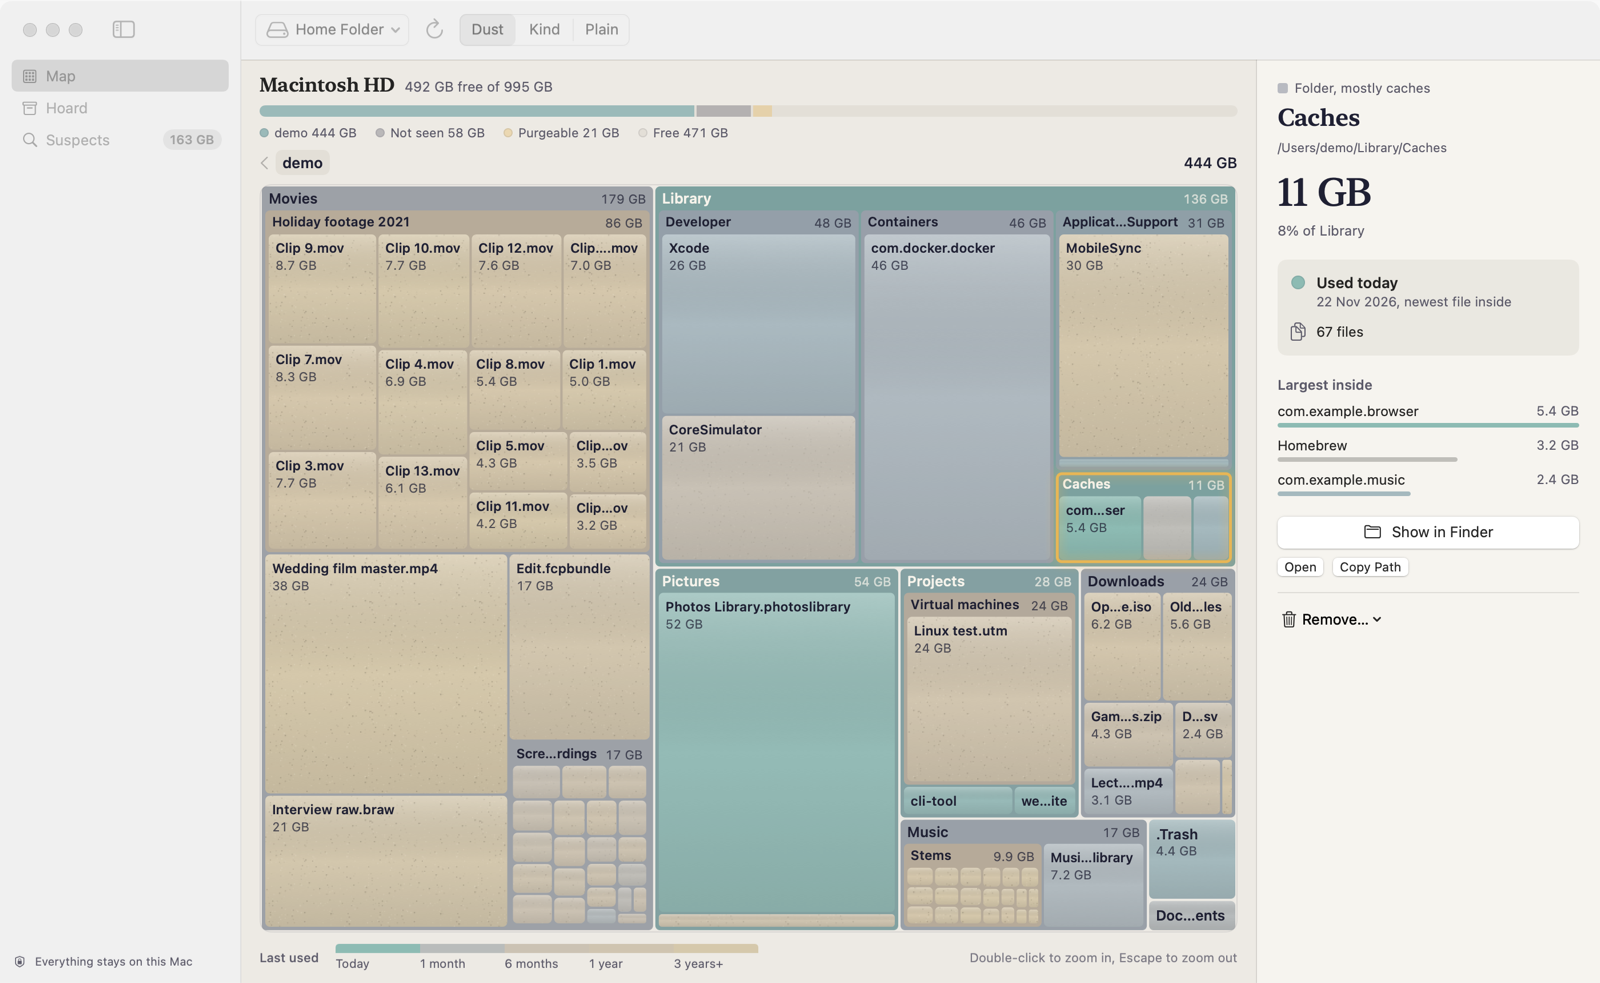 Home Folder
Dust Kind Plain
Map
Hoard
Suspects 163 GB
Macintosh HD 492 GB free of 995 GB
demo 444 GB Not seen 58 GB Purgeable 21 GB Free 471 GB
demo 444 GB
Movies 179 GB
Holiday footage 2021 86 GB
Clip 9.mov
8.7 GB
Clip 10.mov
7.7 GB
Clip 12.mov
7.6 GB
Clip....mov
7.0 GB
Clip 7.mov
8.3 GB
Clip 4.mov
6.9 GB
Clip 8.mov
5.4 GB
Clip 1.mov
5.0 GB
Clip 5.mov
4.3 GB
Clip...ov
3.5 GB
Clip 3.mov
7.7 GB
Clip 13.mov
6.1 GB
Clip 11.mov
4.2 GB
Clip...ov
3.2 GB
Wedding film master.mp4
38 GB
Edit.fcpbundle
17 GB
Scre...rdings 17 GB
Interview raw.braw
21 GB
Library 136 GB
Developer 48 GB
Xcode
26 GB
CoreSimulator
21 GB
Containers 46 GB
com.docker.docker
46 GB
Applicat...Support 31 GB
MobileSync
30 GB
Caches 11 GB
com...ser
5.4 GB
Pictures 54 GB
Photos Library.photoslibrary
52 GB
Projects 28 GB
Virtual machines 24 GB
Linux test.utm
24 GB
cli-tool
we...ite
Downloads 24 GB
Op...e.iso
6.2 GB
Old...les
5.6 GB
Gam...s.zip
4.3 GB
D...sv
2.4 GB
Lect....mp4
3.1 GB
Music 17 GB
Stems 9.9 GB
Musi...library
7.2 GB
.Trash
4.4 GB
Doc...ents
Last used
Today 1 month 6 months 1 year 3 years+
Double-click to zoom in, Escape to zoom out
Everything stays on this Mac
Folder, mostly caches
Caches
/Users/demo/Library/Caches
11 GB
8% of Library
Used today
22 Nov 2026, newest file inside
67 files
Largest inside
com.example.browser 5.4 GB
Homebrew 3.2 GB
com.example.music 2.4 GB
Show in Finder
Open Copy Path
Remove...